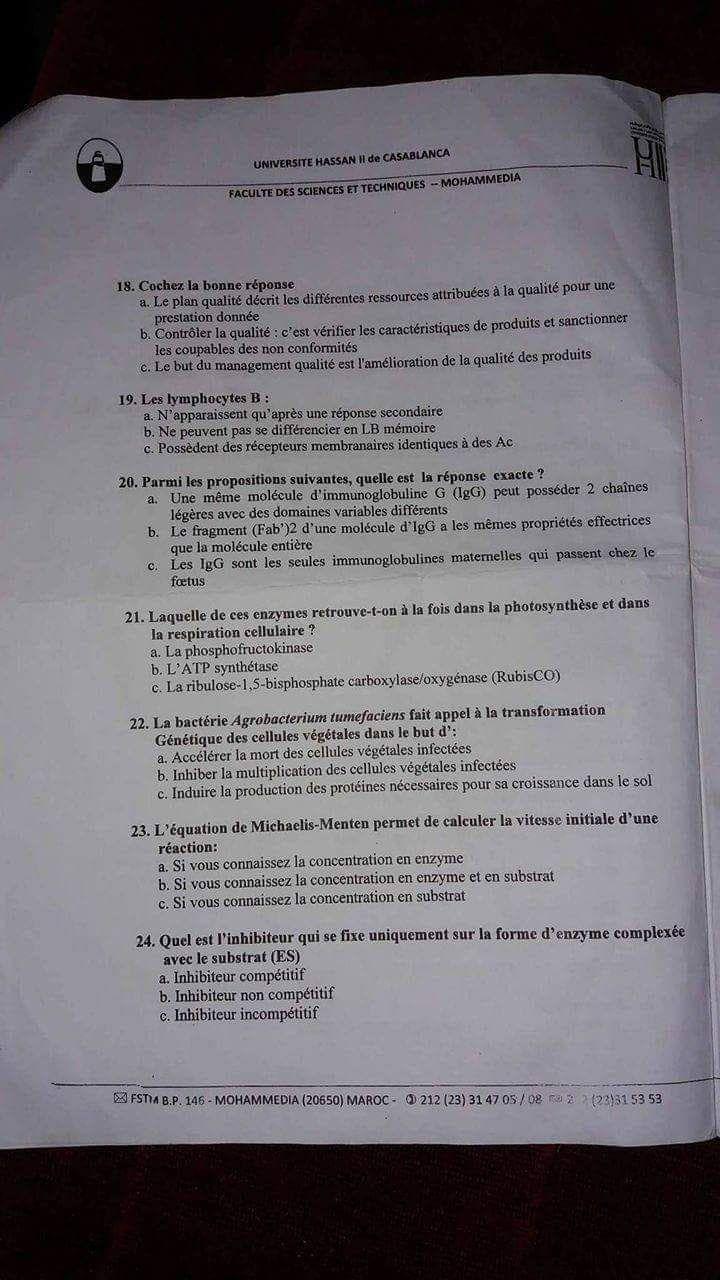 UNIVERSITE HASSAN II de CASABLANCA
FACULTE DES SCIENCES ET TECHNIQUES -- MOHAMMEDIA
18. Cochez la bonne réponse
a. Le plan qualité décrit les différentes ressources attribuées à la qualité pour une
prestation donnée
b. Contrôler la qualité : c'est vérifier les caractéristiques de produits et sanctionner
les coupables des non conformités
c. Le but du management qualité est l'amélioration de la qualité des produits
19. Les lymphocytes B :
a. N'apparaissent qu'après une réponse secondaire
b. Ne peuvent pas se différencier en LB mémoire
c. Possèdent des récepteurs membranaires identiques à des Ac
20. Parmi les propositions suivantes, quelle est la réponse exacte ?
a. Une même molécule d'immunoglobuline G (IgG) peut posséder 2 chaînes
légères avec des domaines variables différents
b. Le fragment (Fab')2 d'une molécule d'IgG a les mêmes propriétés effectrices
que la molécule entière
c. Les IgG sont les seules immunoglobulines maternelles qui passent chez le
fœtus
21. Laquelle de ces enzymes retrouve-t-on à la fois dans la photosynthèse et dans
la respiration cellulaire ?
a. La phosphofructokinase
b. L'ATP synthétase
c. La ribulose-1,5-bisphosphate carboxylase/oxygénase (RubisCO)
22. La bactérie Agrobacterium tumefaciens fait appel à la transformation
Génétique des cellules végétales dans le but d':
a. Accélérer la mort des cellules végétales infectées
b. Inhiber la multiplication des cellules végétales infectées
c. Induire la production des protéines nécessaires pour sa croissance dans le sol
23. L'équation de Michaelis-Menten permet de calculer la vitesse initiale d'une
réaction:
a. Si vous connaissez la concentration en enzyme
b. Si vous connaissez la concentration en enzyme et en substrat
c. Si vous connaissez la concentration en substrat
24. Quel est l'inhibiteur qui se fixe uniquement sur la forme d'enzyme complexée
avec le substrat (ES)
a. Inhibiteur compétitif
b. Inhibiteur non compétitif
c. Inhibiteur incompétitif
FSTM B.P. 146 - MOHAMMEDIA (20650) MAROC - 212 (23) 31 47 05 / 08 (23)31 53 53